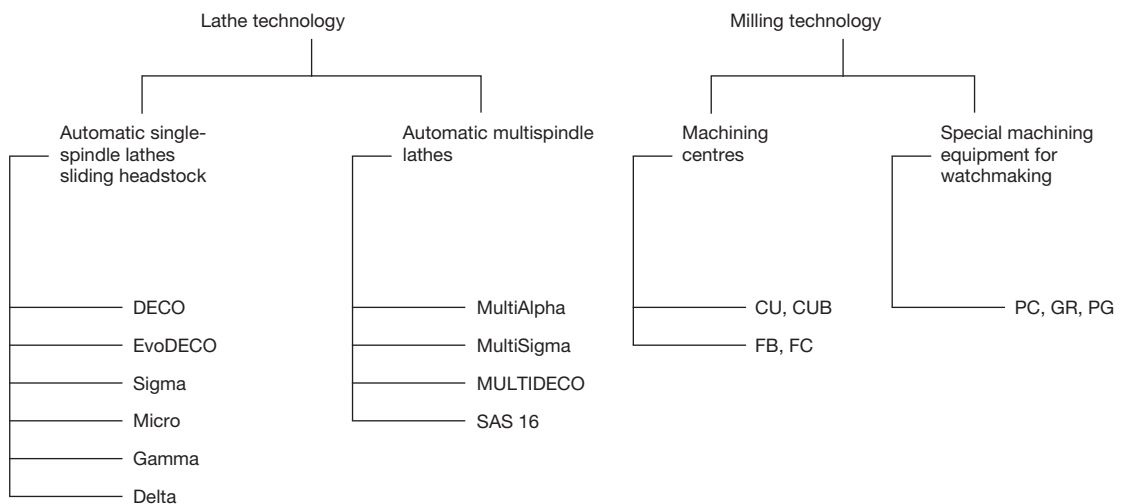 Lathe technology
Milling technology
Automatic single-
spindle lathes
sliding headstock
Automatic multispindle
lathes
Machining
centres
Special machining
equipment for
watchmaking
DECO
EvoDECO
Sigma
Micro
Gamma
Delta
MultiAlpha
MultiSigma
MULTIDECO
SAS 16
CU, CUB
FB, FC
PC, GR, PG